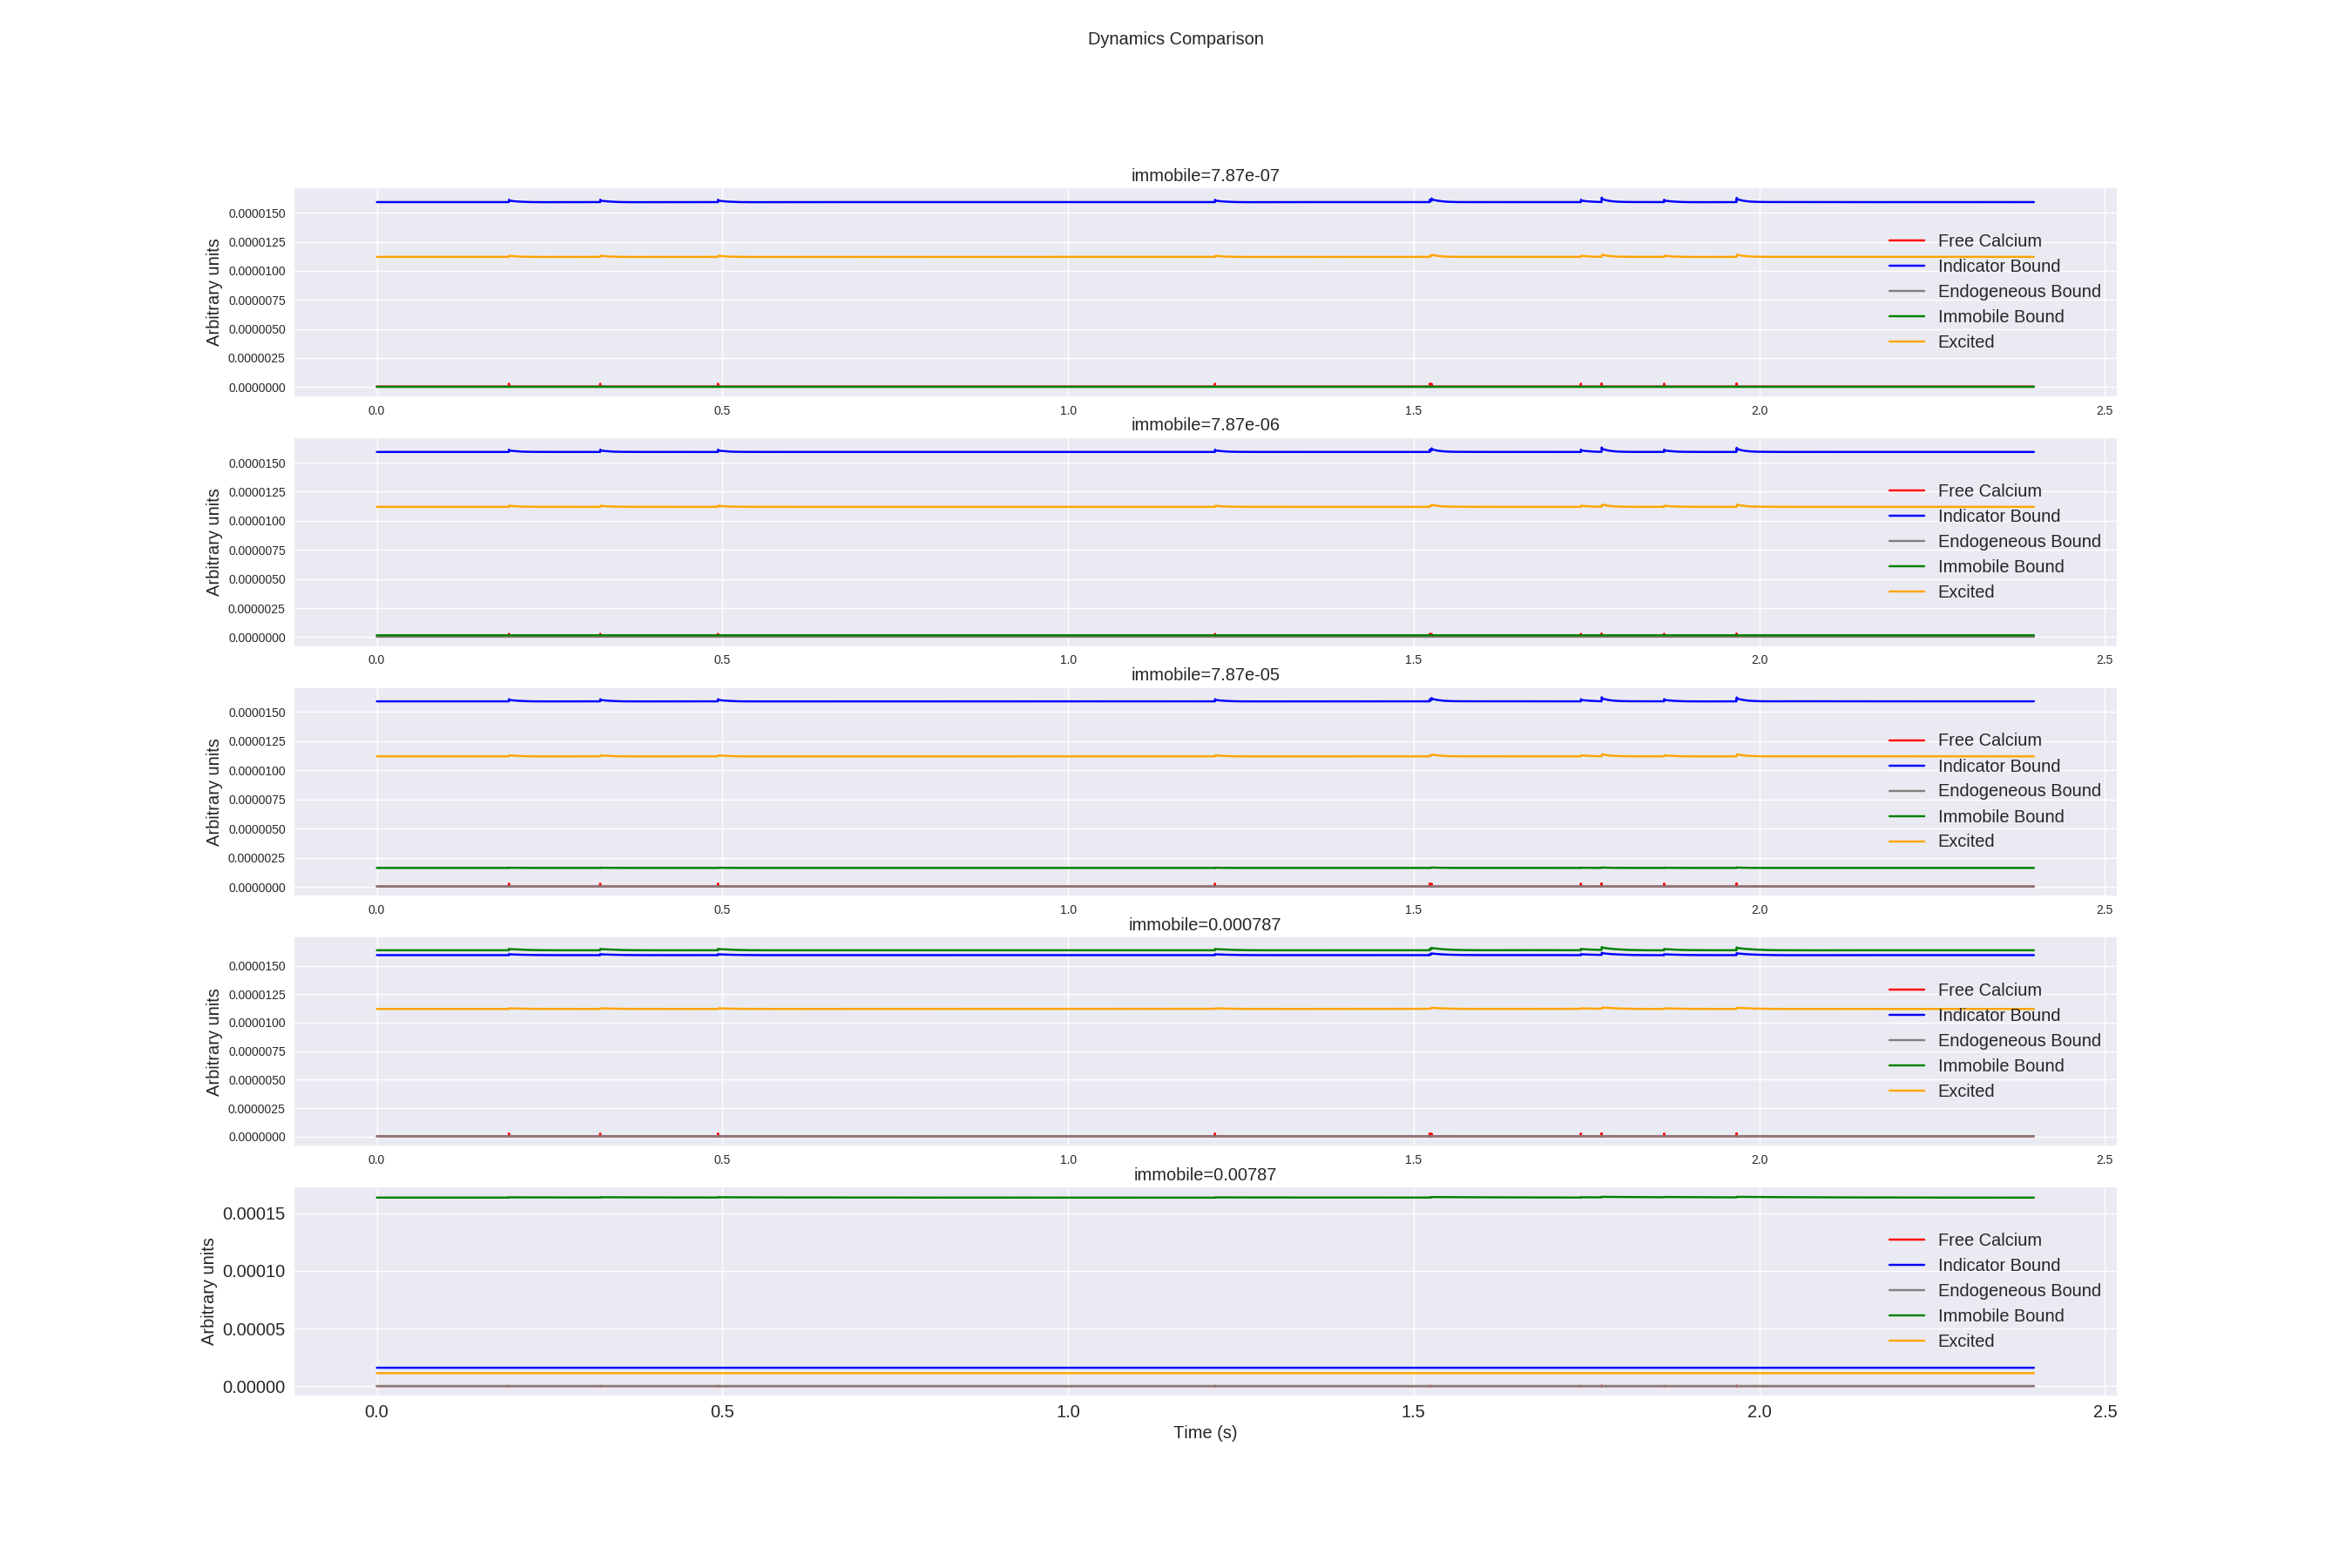 Dynamics Comparison
immobile=7.87e-07
Arbitrary units
0.0000150
0.0000125
0.0000100
0.0000075
0.0000050
0.0000025
0.0000000
Free Calcium
Indicator Bound
Endogeneous Bound
Immobile Bound
Excited
0.0 0.5 1.0 1.5 2.0 2.5
immobile=7.87e-06
Arbitrary units
0.0000150
0.0000125
0.0000100
0.0000075
0.0000050
0.0000025
0.0000000
Free Calcium
Indicator Bound
Endogeneous Bound
Immobile Bound
Excited
0.0 0.5 1.0 1.5 2.0 2.5
immobile=7.87e-05
Arbitrary units
0.0000150
0.0000125
0.0000100
0.0000075
0.0000050
0.0000025
0.0000000
Free Calcium
Indicator Bound
Endogeneous Bound
Immobile Bound
Excited
0.0 0.5 1.0 1.5 2.0 2.5
immobile=0.000787
Arbitrary units
0.0000150
0.0000125
0.0000100
0.0000075
0.0000050
0.0000025
0.0000000
Free Calcium
Indicator Bound
Endogeneous Bound
Immobile Bound
Excited
0.0 0.5 1.0 1.5 2.0 2.5
immobile=0.00787
Arbitrary units
0.00015
0.00010
0.00005
0.00000
Free Calcium
Indicator Bound
Endogeneous Bound
Immobile Bound
Excited
0.0 0.5 1.0 1.5 2.0 2.5
Time (s)